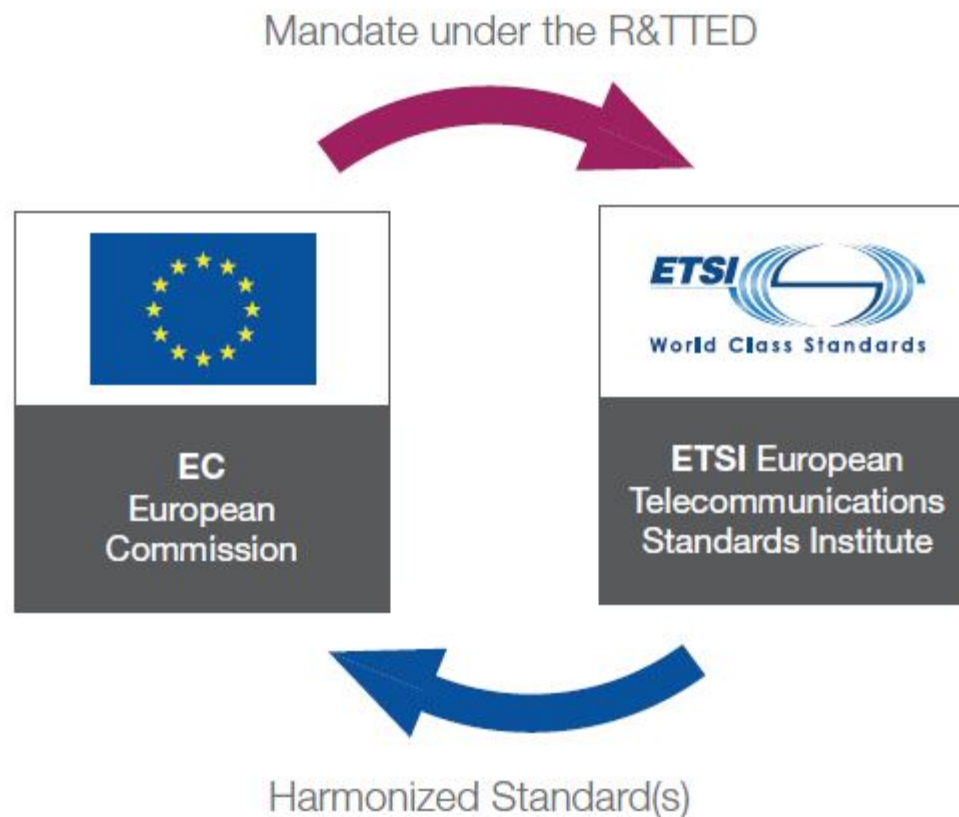 Mandate under the R&TTED
ETSI
World Class Standards
EC
European
Commission
ETSI European
Telecommunications
Standards Institute
Harmonized Standard(s)